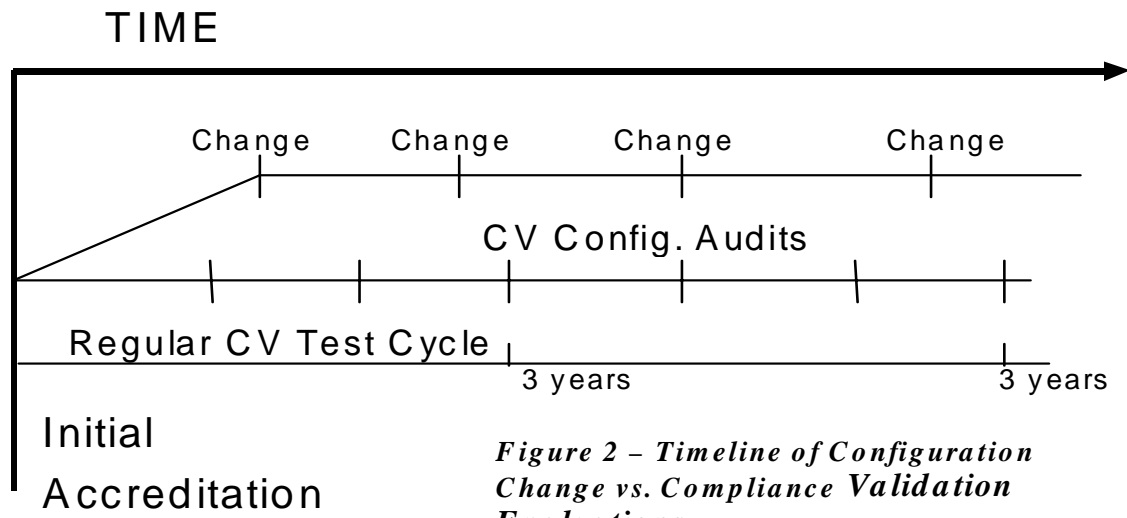 TIME
Change Change Change Change
CV Config. Audits
Regular CV Test Cycle
3 years 3 years
Initial
Accreditation
Figure 2 – Timeline of Configuration
Change vs. Compliance Validation